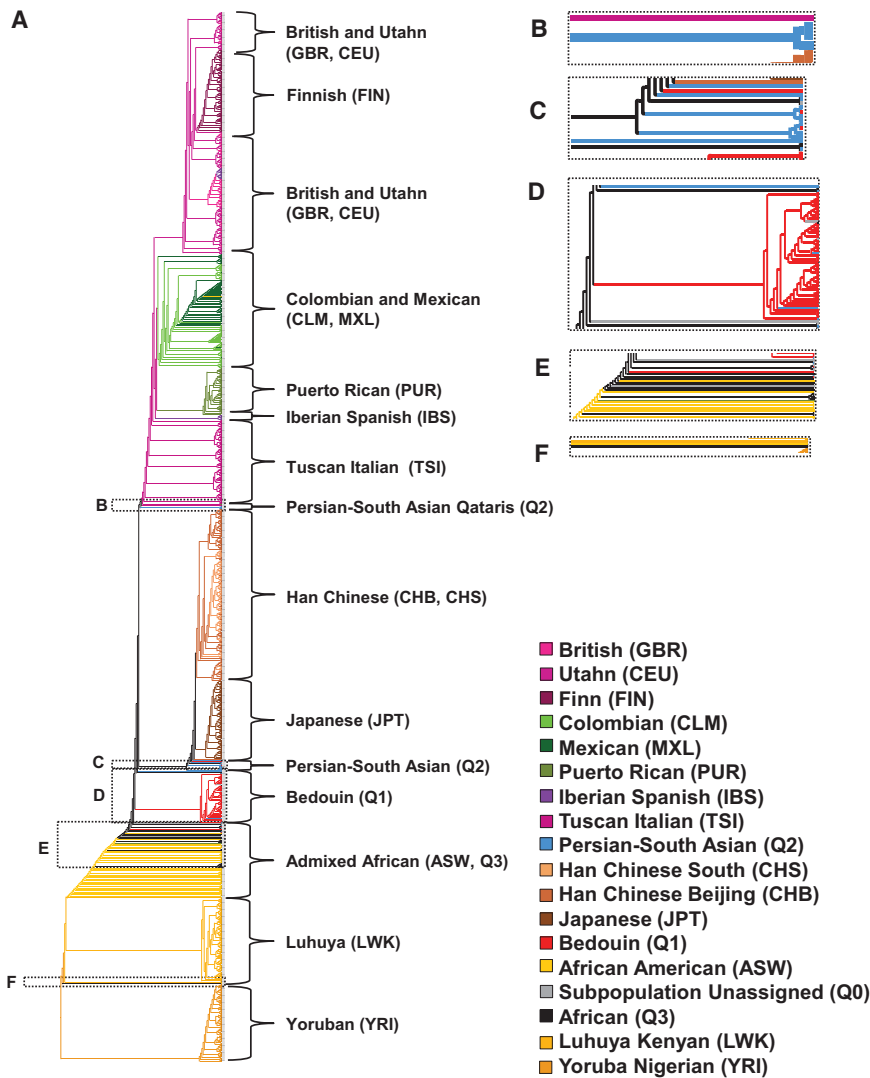 A
British and Utahn
(GBR, CEU)
Finnish (FIN)
British and Utahn
(GBR, CEU)
Colombian and Mexican
(CLM, MXL)
Puerto Rican (PUR)
Iberian Spanish (IBS)
Tuscan Italian (TSI)
B
Persian-South Asian Qataris (Q2)
Han Chinese (CHB, CHS)
Japanese (JPT)
C
Persian-South Asian (Q2)
D
Bedouin (Q1)
E
Admixed African (ASW, Q3)
Luhuya (LWK)
F
Yoruban (YRI)
B
C
D
E
F
British (GBR)
Utahn (CEU)
Finn (FIN)
Colombian (CLM)
Mexican (MXL)
Puerto Rican (PUR)
Iberian Spanish (IBS)
Tuscan Italian (TSI)
Persian-South Asian (Q2)
Han Chinese South (CHS)
Han Chinese Beijing (CHB)
Japanese (JPT)
Bedouin (Q1)
African American (ASW)
Subpopulation Unassigned (Q0)
African (Q3)
Luhuya Kenyan (LWK)
Yoruba Nigerian (YRI)